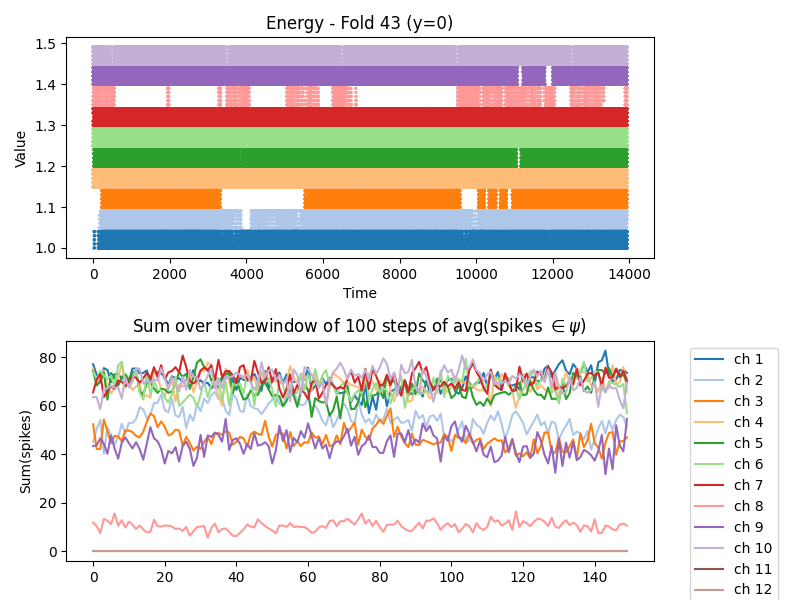 Energy - Fold 43 (y=0)
1.5
1.4
1.3
1.2
1.1
1.0
Value
0 2000 4000 6000 8000 10000 12000 14000
Time
Sum over timewindow of 100 steps of avg(spikes ∈ ψ)
80
60
40
20
0
Sum(spikes)
0 20 40 60 80 100 120 140
ch 1
ch 2
ch 3
ch 4
ch 5
ch 6
ch 7
ch 8
ch 9
ch 10
ch 11
ch 12